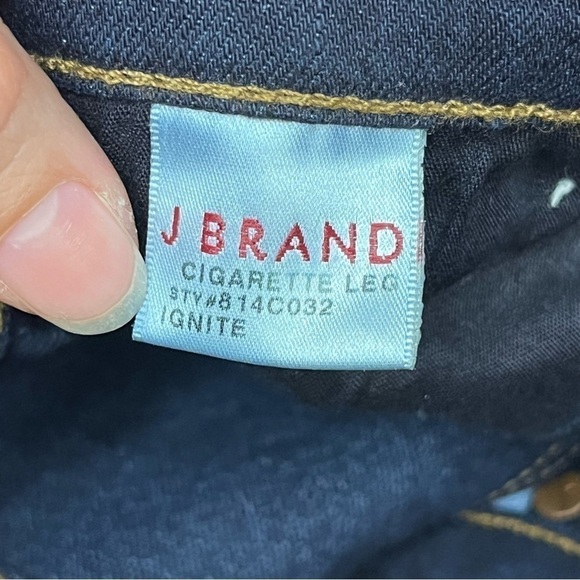 J BRAND
CIGARETTE LEG
STY#814C032
IGNITE